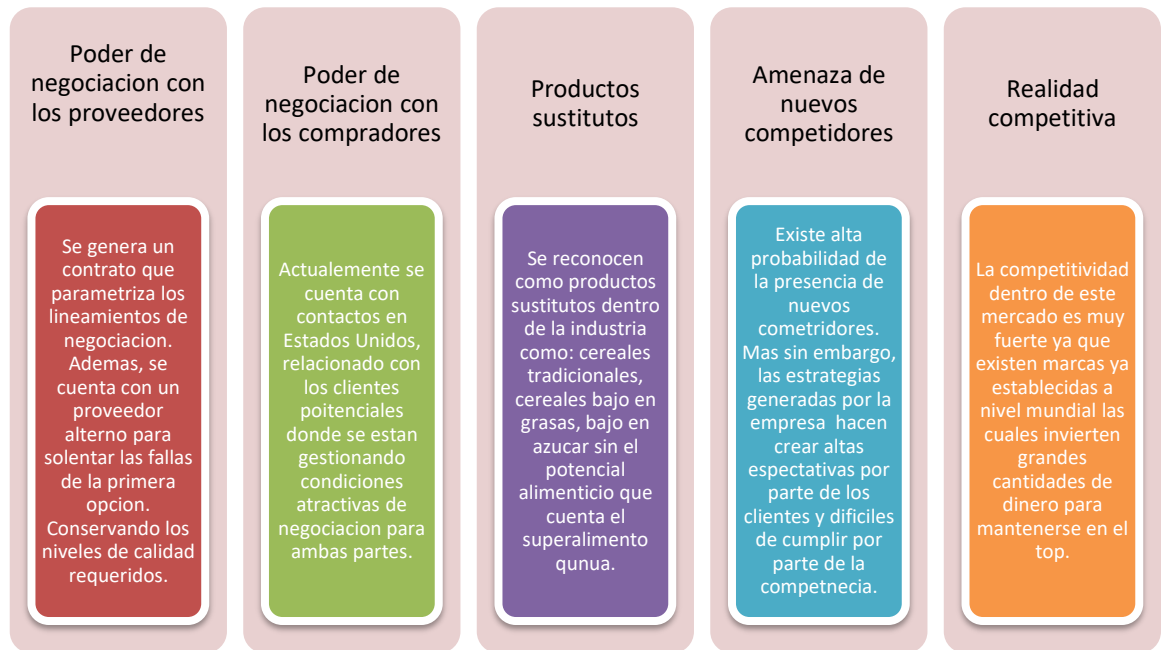 Poder de
negociacion con
los proveedores
Se genera un
contrato que
parametriza los
lineamientos de
negociacion.
Ademas, se
cuenta con un
proveedor
alterno para
solentar las fallas
de la primera
opcion.
Conservando los
niveles de calidad
requeridos.
Poder de
negociacion con
los compradores
Actualemente se
cuenta con
contactos en
Estados Unidos,
relacionado con
los clientes
poitenciales
donde se estan
gestionando
condiciones
atractivas de
negociacion para
ambas partes.
Productos
sustitutos
Se reconocen
como productos
sustitutos dentro
de la industria
como: cereales
tradicionales,
cereales bajo en
grasas, bajo en
azucar sin el
potencial
alimenticio que
cuenta el
superalimento
qunua.
Amenaza de
nuevos
competidores
Existe alta
probabilidad de
la presencia de
nuevos
cometridores.
Mas sin embargo,
las estrategias
generadas por la
empresa hacen
crear altas
espectativas por
parte de los
clientes y dificiles
de cumplir por
parte de la
competnecia.
Realidad
competitiva
La competitividad
dentro de este
mercado es muy
fuerte ya que
existen marcas ya
establecidas a
nivel mundial las
cuales invierten
grandes
cantidades de
dinero para
mantenerse en el
top.